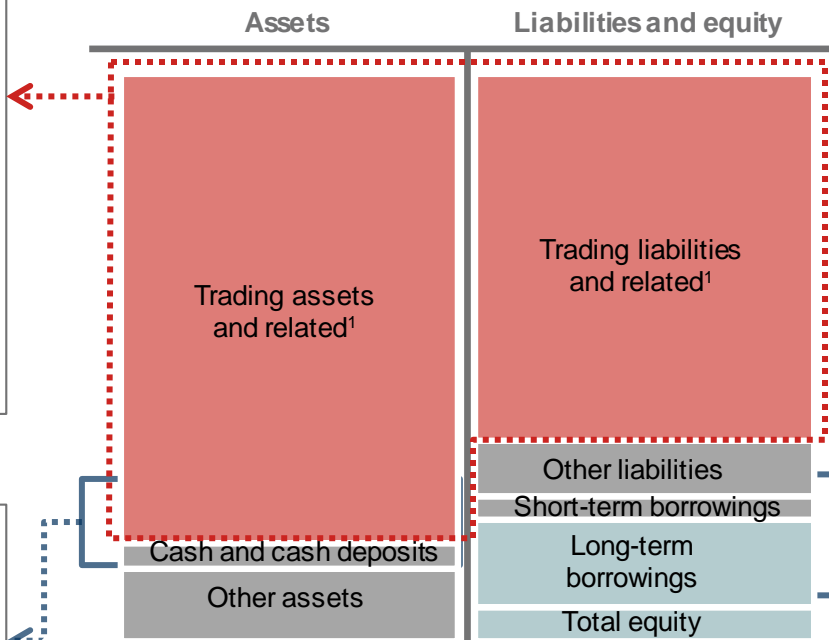 Assets
Liabilities and equity
Trading assets
and related¹
Cash and cash deposits
Other assets
Trading liabilities
and related¹
Other liabilities
Short-term borrowings
Long-term
borrowings
Total equity